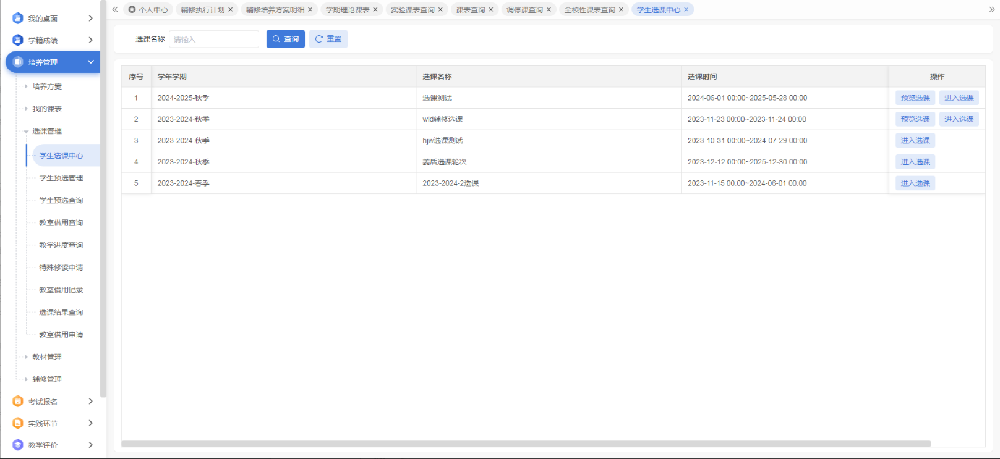 我的桌面
学籍成绩
培养管理
培养方案
我的课表
选课管理
学生选课中心
学生预选管理
学生预选查询
教室借用查询
教学进度查询
特殊修读申请
教室借用记录
选课结果查询
教室借用申请
教材管理
辅修管理
考试报名
实践环节
教学评价
个人中心 辅修执行计划 辅修培养方案明细 学期理论课表 实验课表查询 课表查询 调停课查询 全校性课表查询 学生选课中心
选课名称 请输入 查询 重置
序号 学年学期 选课名称 选课时间 操作
1 2024-2025-秋季 选课测试 2024-06-01 00:00~2025-05-28 00:00 预览选课 进入选课
2 2023-2024-秋季 wld辅修选课 2023-11-23 00:00~2023-11-24 00:00 预览选课 进入选课
3 2023-2024-秋季 hjw选课测试 2023-10-31 00:00~2024-07-29 00:00 进入选课
4 2023-2024-秋季 姜盾选课轮次 2023-12-12 00:00~2025-12-30 00:00 进入选课
5 2023-2024-春季 2023-2024-2选课 2023-11-15 00:00~2024-06-01 00:00 进入选课